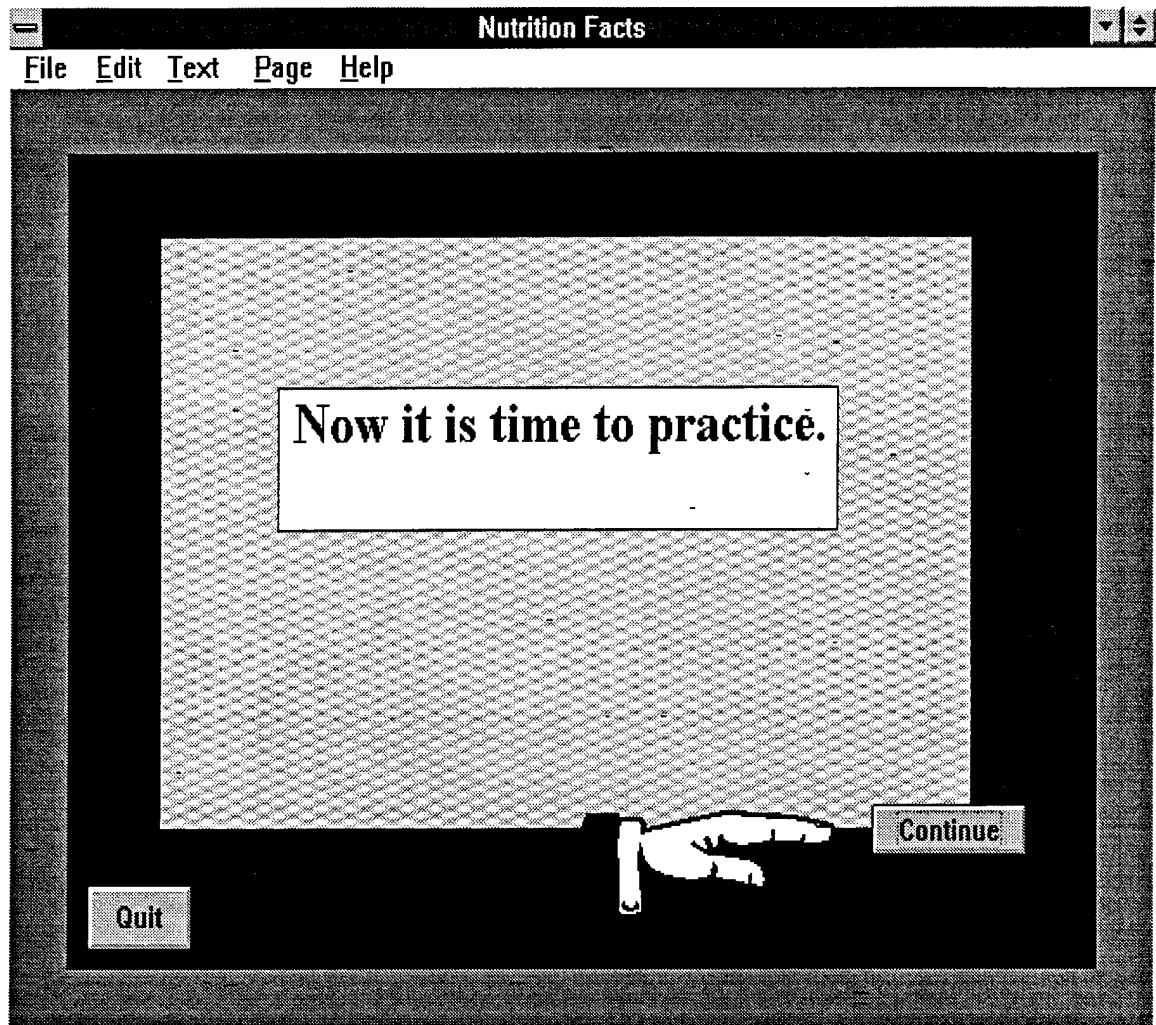 Nutrition Facts
File Edit Text Page Help
Now it is time to practice.
Continue
Quit